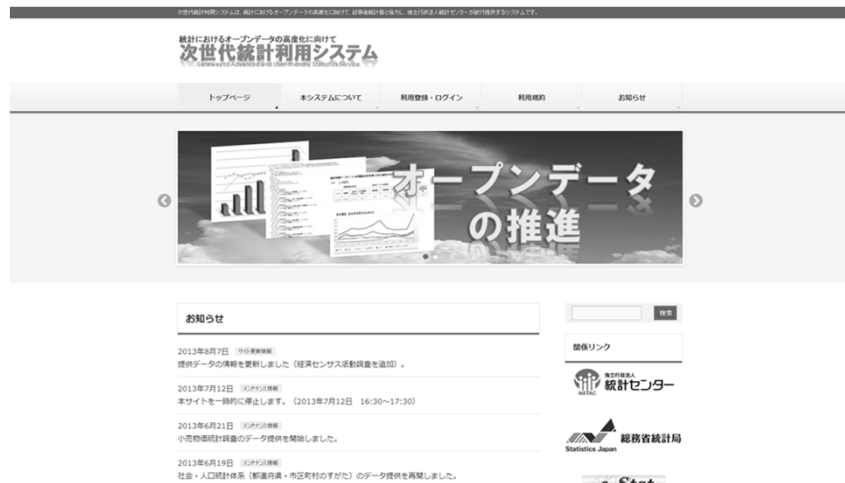 次世代統計利用システムは、統計におけるオープンデータの高度化に向けて、総務省統計局と協力し、独立行政法人統計センターが試行提供するシステムです。
統計におけるオープンデータの高度化に向けて
次世代統計利用システム
Gateway to Advanced and User-friendly Statistics Service
トップページ
本システムについて
利用登録・ログイン
利用規約
お知らせ
オープンデータ
の推進
検索
お知らせ
関係リンク
2013年8月7日 サイト更新情報
提供データの情報を更新しました（経済センサス活動調査を追加）。
独立行政法人
統計センター
NSTAC
2013年7月12日 メンテナンス情報
本サイトを一時的に停止します。（2013年7月12日 16:30～17:30）
2013年6月21日 メンテナンス情報
小売物価統計調査のデータ提供を開始しました。
総務省統計局
Statistics Japan
2013年6月19日 メンテナンス情報
社会・人口統計体系（都道府県・市区町村のすがた）のデータ提供を再開しました。